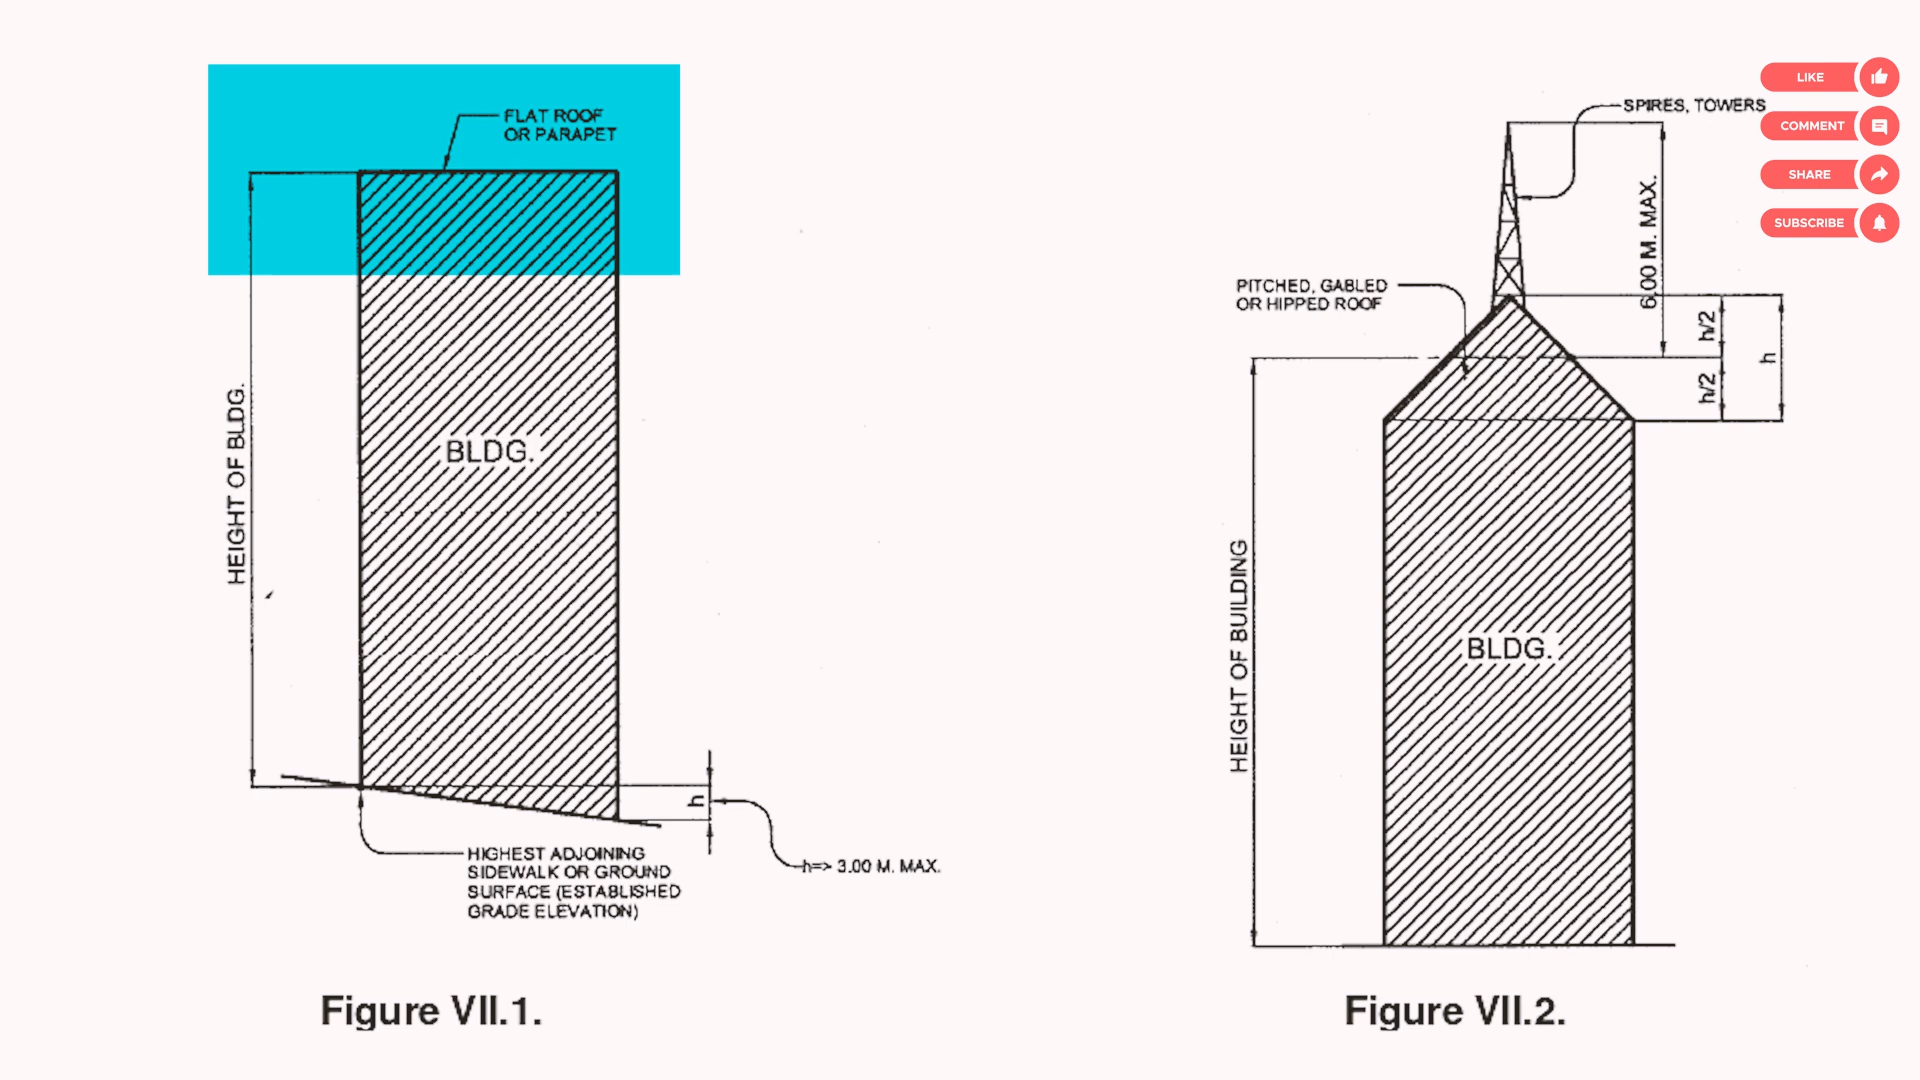 FLAT ROOF
OR PARAPET
HEIGHT OF BLDG.
BLDG.
h
h=> 3.00 M. MAX.
HIGHEST ADJOINING
SIDEWALK OR GROUND
SURFACE (ESTABLISHED
GRADE ELEVATION)
Figure VII.1.
SPIRES, TOWERS
6.00 M. MAX.
PITCHED, GABLED
OR HIPPED ROOF
h/2
h/2
h
HEIGHT OF BUILDING
BLDG.
Figure VII.2.
LIKE
COMMENT
SHARE
SUBSCRIBE